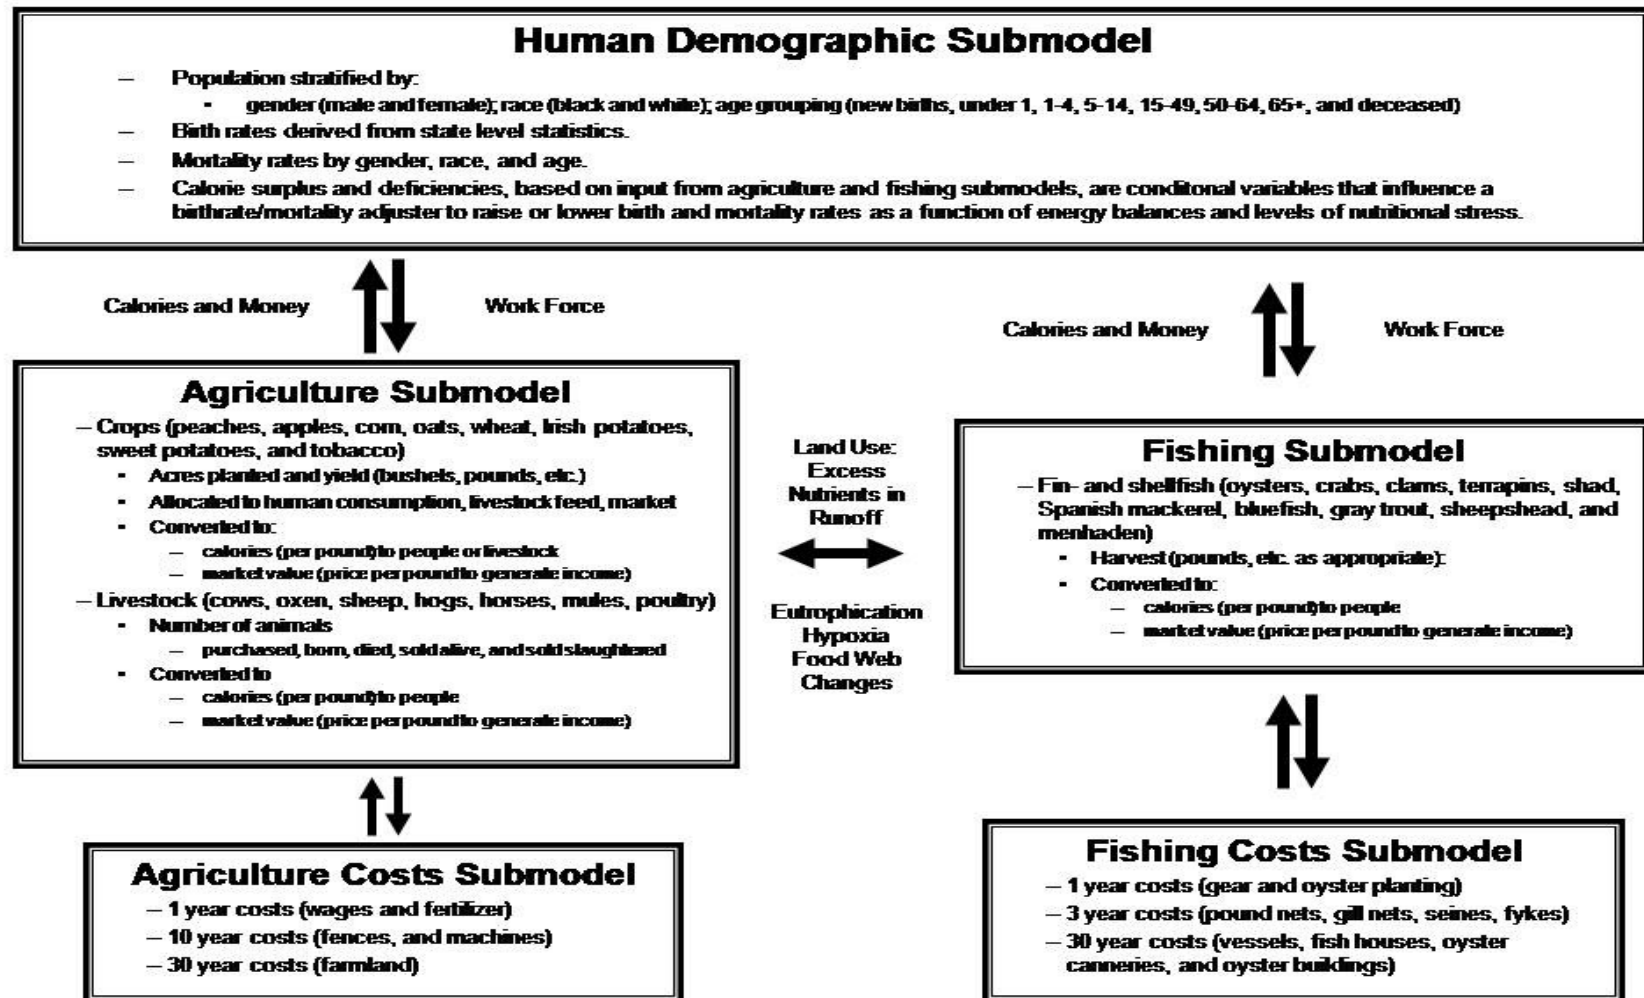 Human Demographic Submodel
– Population stratified by:
▪ gender (male and female); race (black and white); age grouping (new births, under 1, 1-4, 5-14, 15-49, 50-64, 65+, and deceased)
– Birth rates derived from state level statistics.
– Mortality rates by gender, race, and age.
– Calorie surplus and deficiencies, based on input from agriculture and fishing submodels, are conditonal variables that influence a
birthrate/mortality adjuster to raise or lower birth and mortality rates as a function of energy balances and levels of nutritional stress.
Calories and Money
Work Force
Calories and Money
Work Force
Agriculture Submodel
– Crops (peaches, apples, corn, oats, wheat, Irish potatoes,
sweet potatoes, and tobacco)
▪ Acres planted and yield (bushels, pounds, etc.)
▪ Allocated to human consumption, livestock feed, market
▪ Converted to:
– calories (per pound) to people or livestock
– market value (price per pound to generate income)
– Livestock (cows, oxen, sheep, hogs, horses, mules, poultry)
▪ Number of animals
– purchased, born, died, sold alive, and sold slaughtered
▪ Converted to
– calories (per pound) to people
– market value (price per pound to generate income)
Land Use:
Excess
Nutrients in
Runoff
Eutrophication
Hypoxia
Food Web
Changes
Fishing Submodel
– Fin- and shellfish (oysters, crabs, clams, terrapins, shad,
Spanish mackerel, bluefish, gray trout, sheepshead, and
menhaden)
▪ Harvest (pounds, etc. as appropriate):
▪ Converted to:
– calories (per pound) to people
– market value (price per pound to generate income)
Agriculture Costs Submodel
– 1 year costs (wages and fertilizer)
– 10 year costs (fences, and machines)
– 30 year costs (farmland)
Fishing Costs Submodel
– 1 year costs (gear and oyster planting)
– 3 year costs (pound nets, gill nets, seines, fykes)
– 30 year costs (vessels, fish houses, oyster
canneries, and oyster buildings)